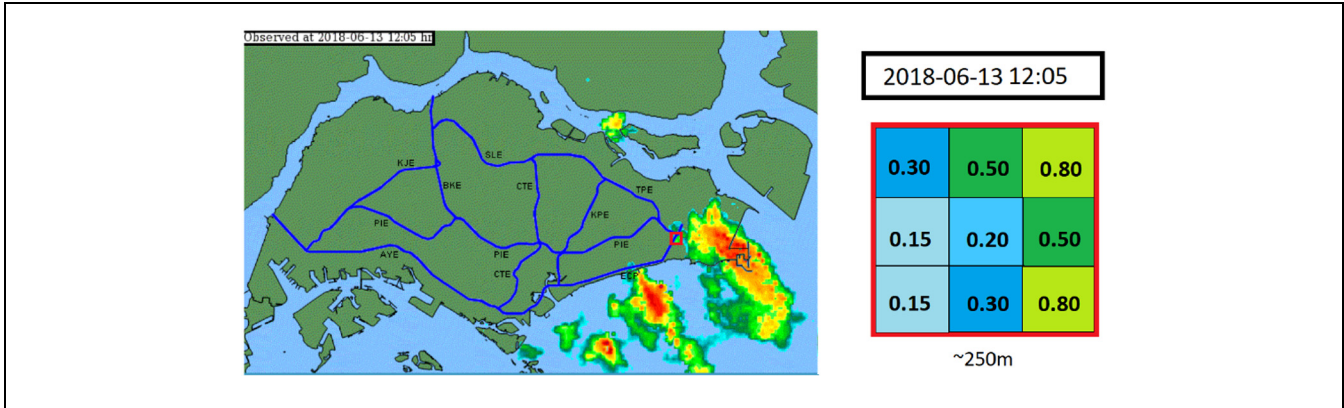 Observed at 2018-06-13 12:05 hr
2018-06-13 12:05
KJE
SLE
BKE
CTE
TPE
KPE
PIE
PIE
PIE
AYE
CTE
ECP
0.30 0.50 0.80
0.15 0.20 0.50
0.15 0.30 0.80
~250m